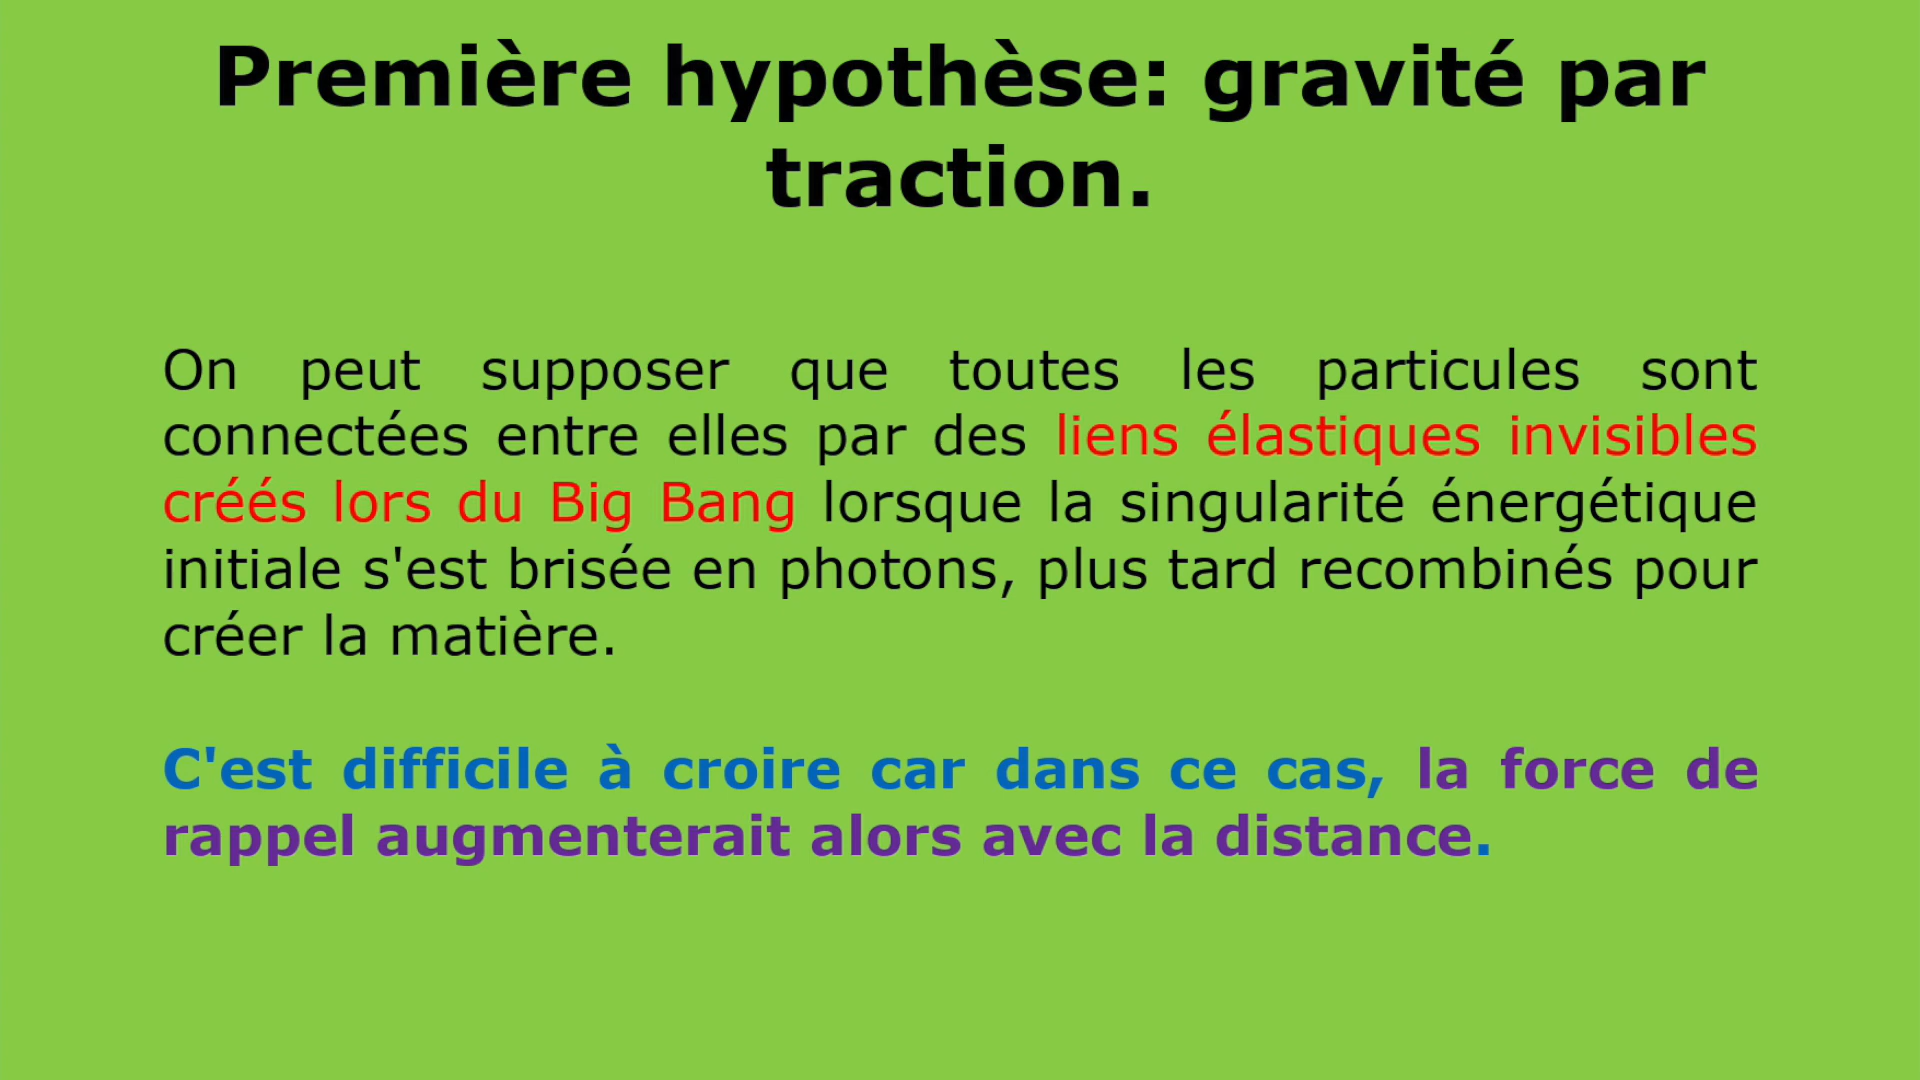 Première hypothèse: gravité par
traction.
On peut supposer que toutes les particules sont
connectées entre elles par des liens élastiques invisibles
créés lors du Big Bang lorsque la singularité énergétique
initiale s'est brisée en photons, plus tard recombinés pour
créer la matière.
C'est difficile à croire car dans ce cas, la force de
rappel augmenterait alors avec la distance.